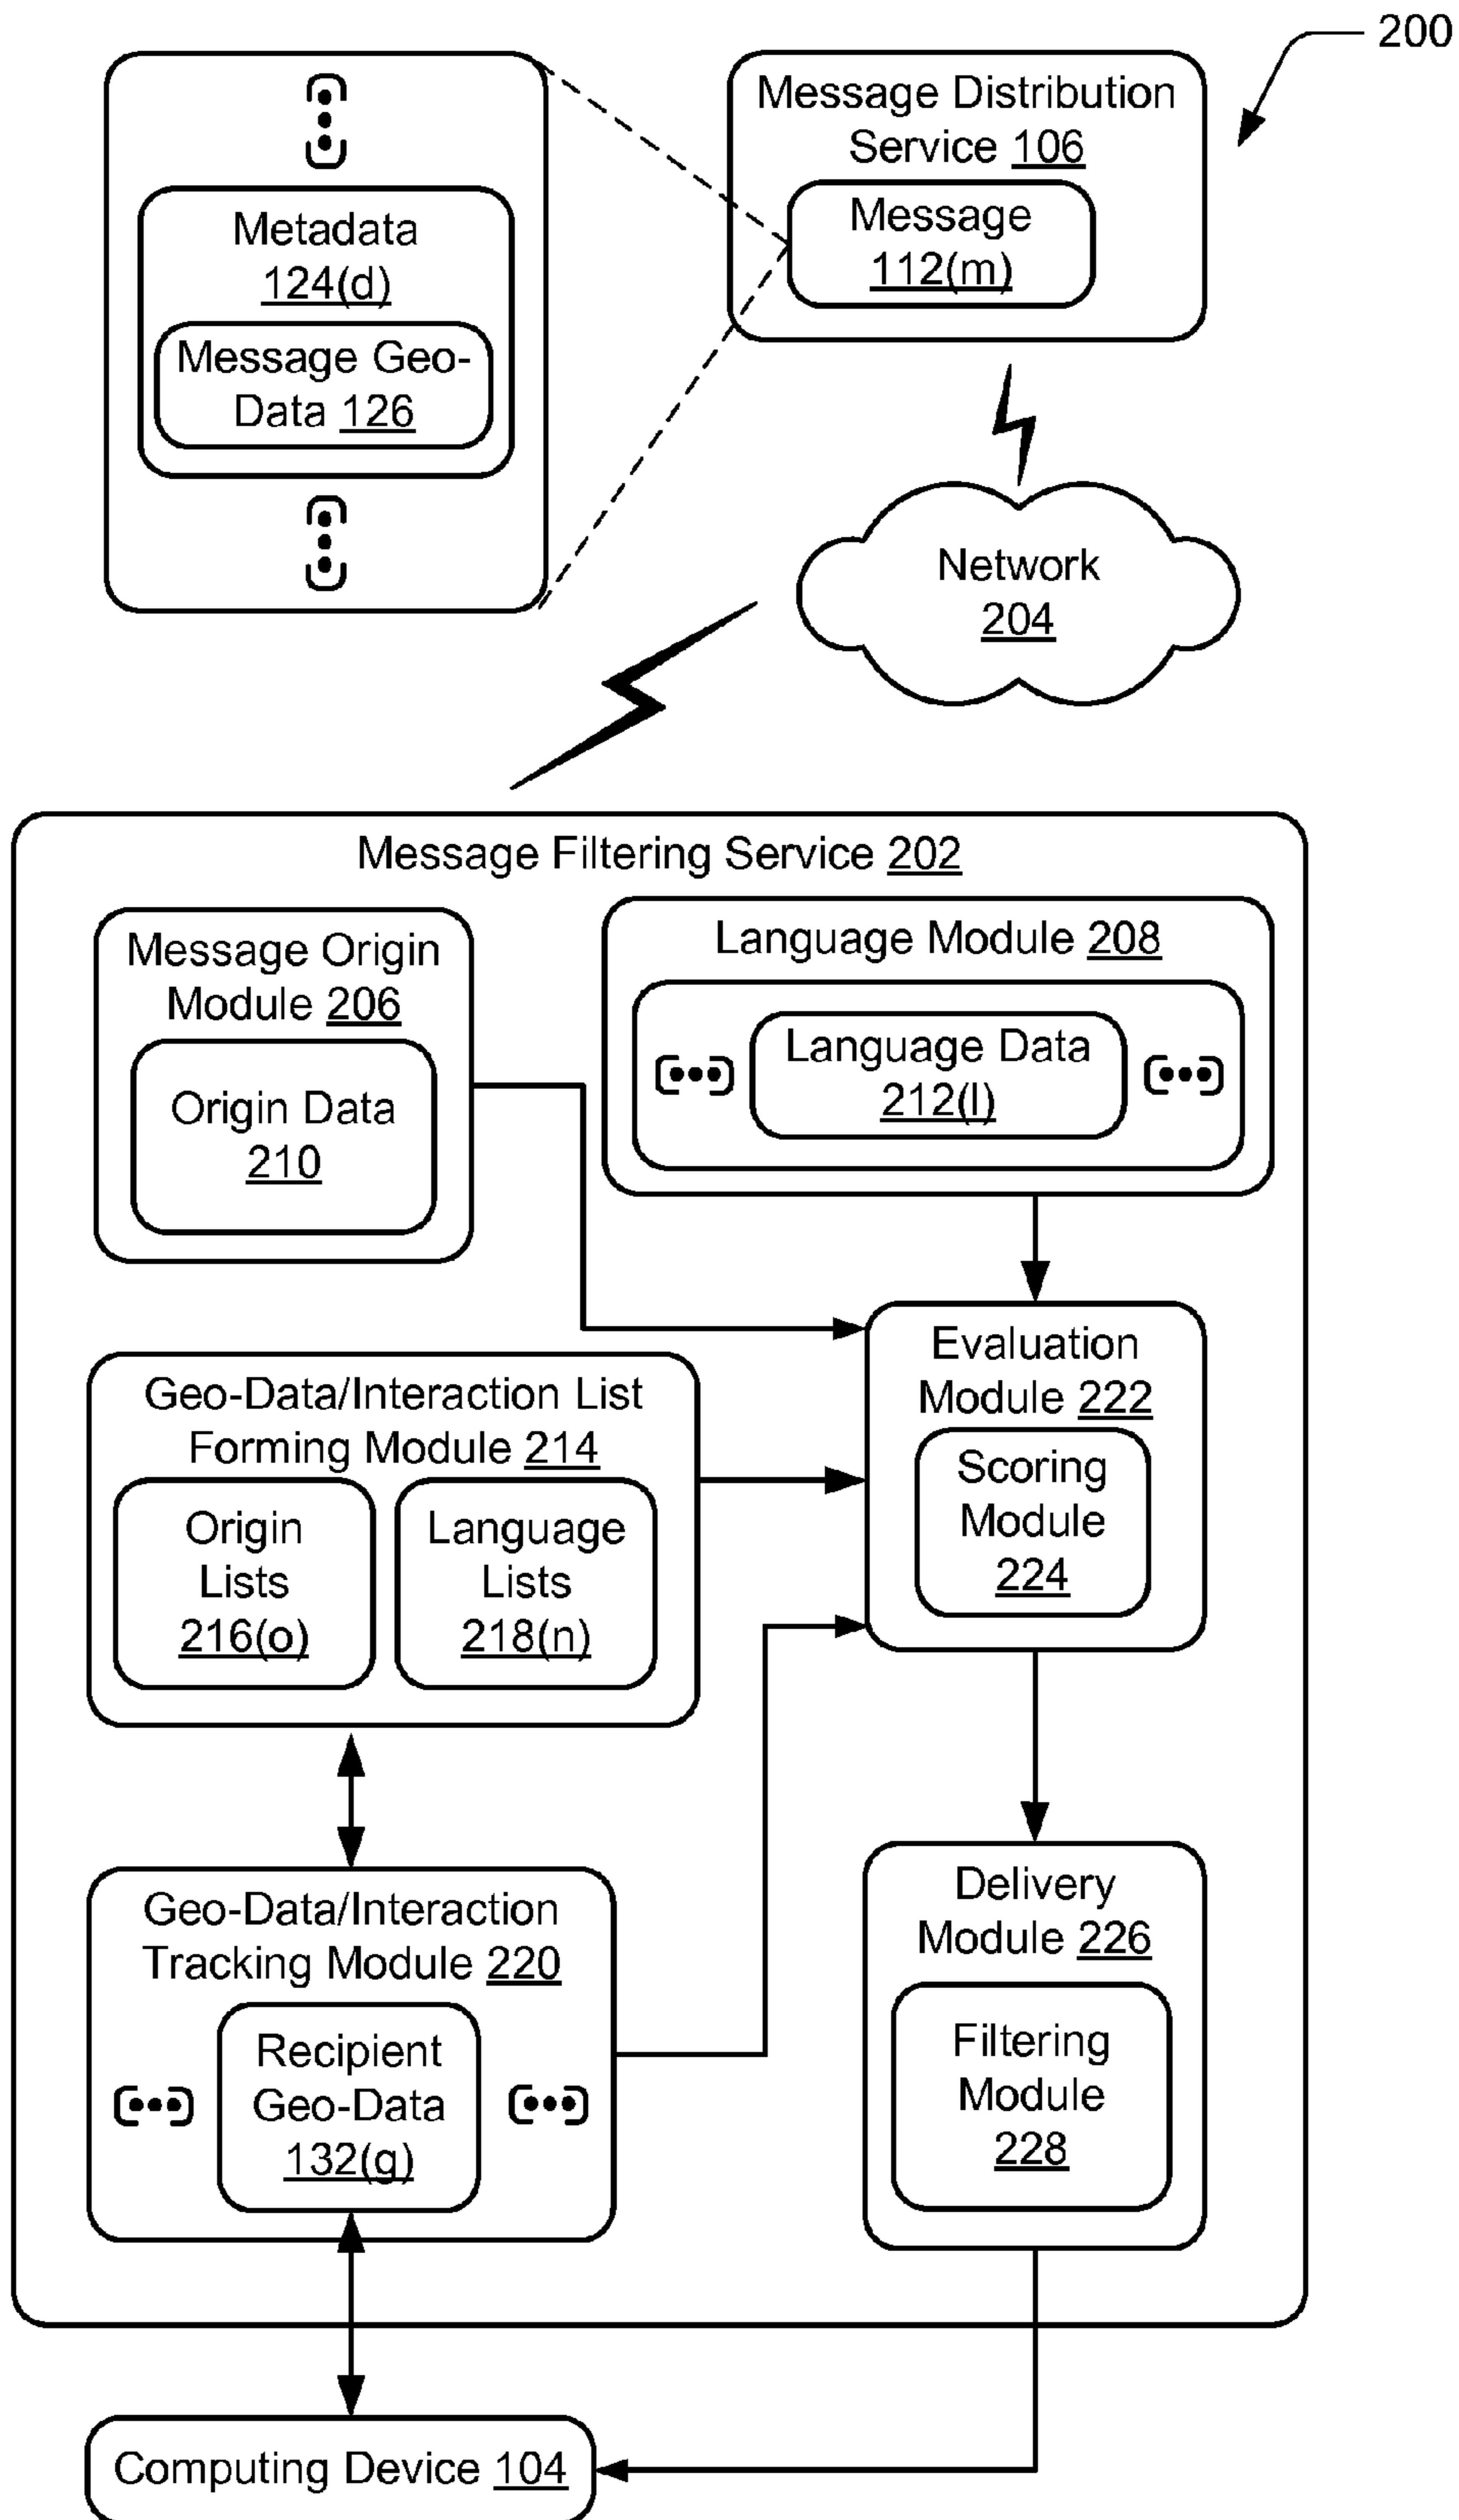 200
Message Distribution
Service 106
Message
112(m)
Metadata
124(d)
Message Geo-
Data 126
Network
204
Message Filtering Service 202
Message Origin
Module 206
Origin Data
210
Language Module 208
Language Data
212(l)
Evaluation
Module 222
Scoring
Module
224
Geo-Data/Interaction List
Forming Module 214
Origin
Lists
216(o)
Language
Lists
218(n)
Geo-Data/Interaction
Tracking Module 220
Recipient
Geo-Data
132(g)
Delivery
Module 226
Filtering
Module
228
Computing Device 104